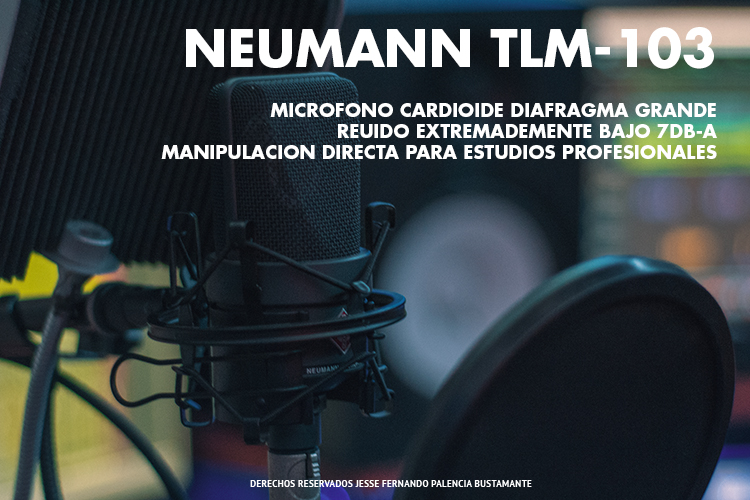 NEUMANN TLM-103
MICROFONO CARDIOIDE DIAFRAGMA GRANDE
REUIDO EXTREMADEMENTE BAJO 7DB-A
MANIPULACION DIRECTA PARA ESTUDIOS PROFESIONALES
NEUMANN
DERECHOS RESERVADOS JESSE FERNANDO PALENCIA BUSTAMANTE